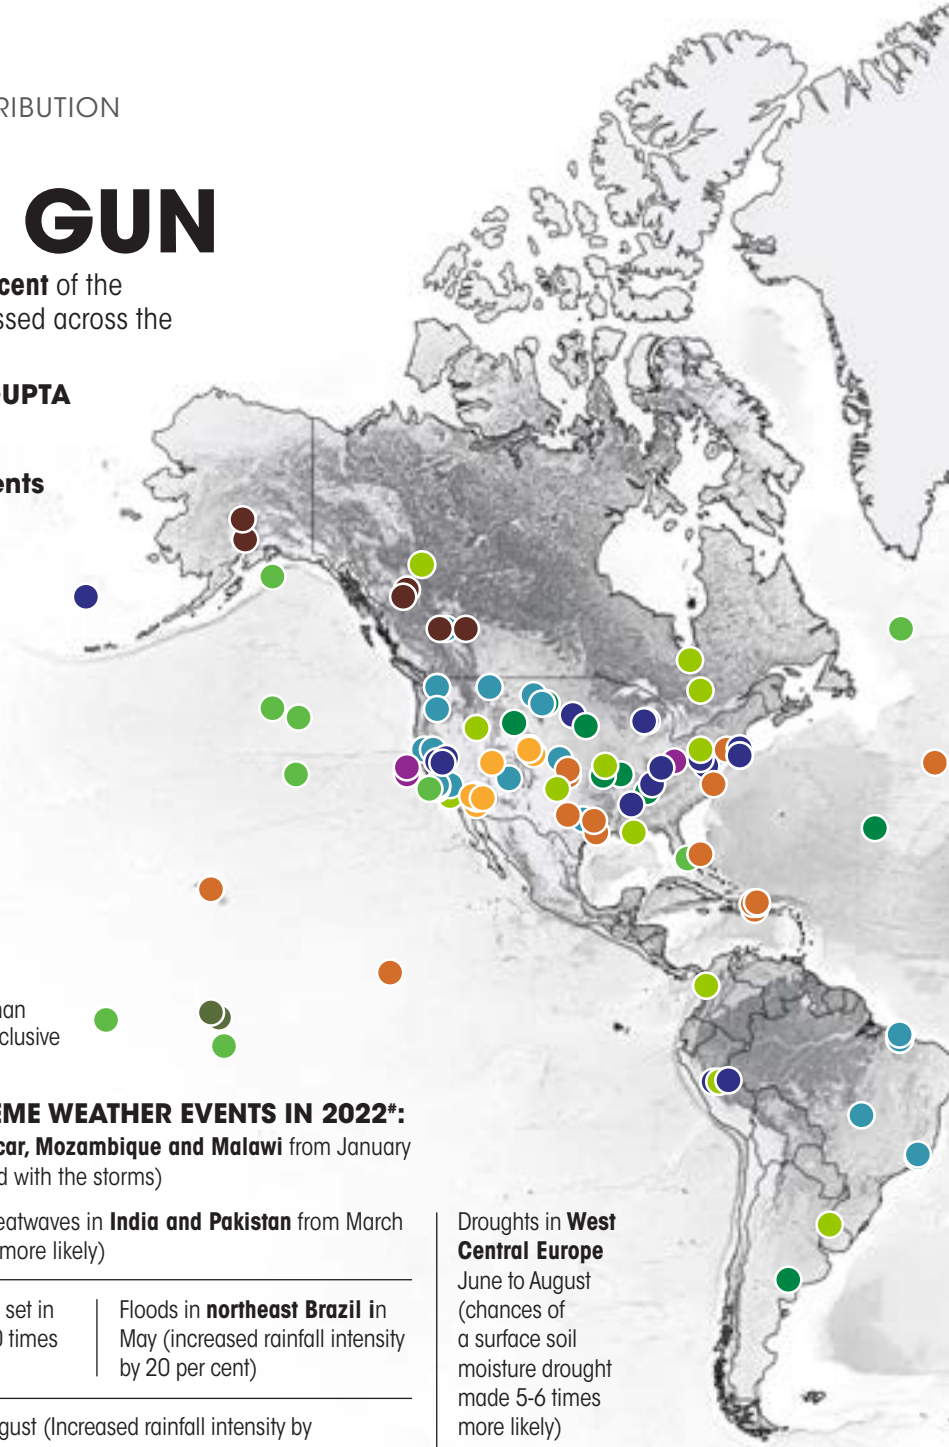 RIBUTION
GUN
cent of the
ssed across the
GUPTA
ents
nan
clusive
EME WEATHER EVENTS IN 2022#:
car, Mozambique and Malawi from January
d with the storms)
eatwaves in India and Pakistan from March
more likely)
set in
0 times
Floods in northeast Brazil in
May (increased rainfall intensity
by 20 per cent)
gust (Increased rainfall intensity by
Droughts in West
Central Europe
June to August
(chances of
a surface soil
moisture drought
made 5-6 times
more likely)